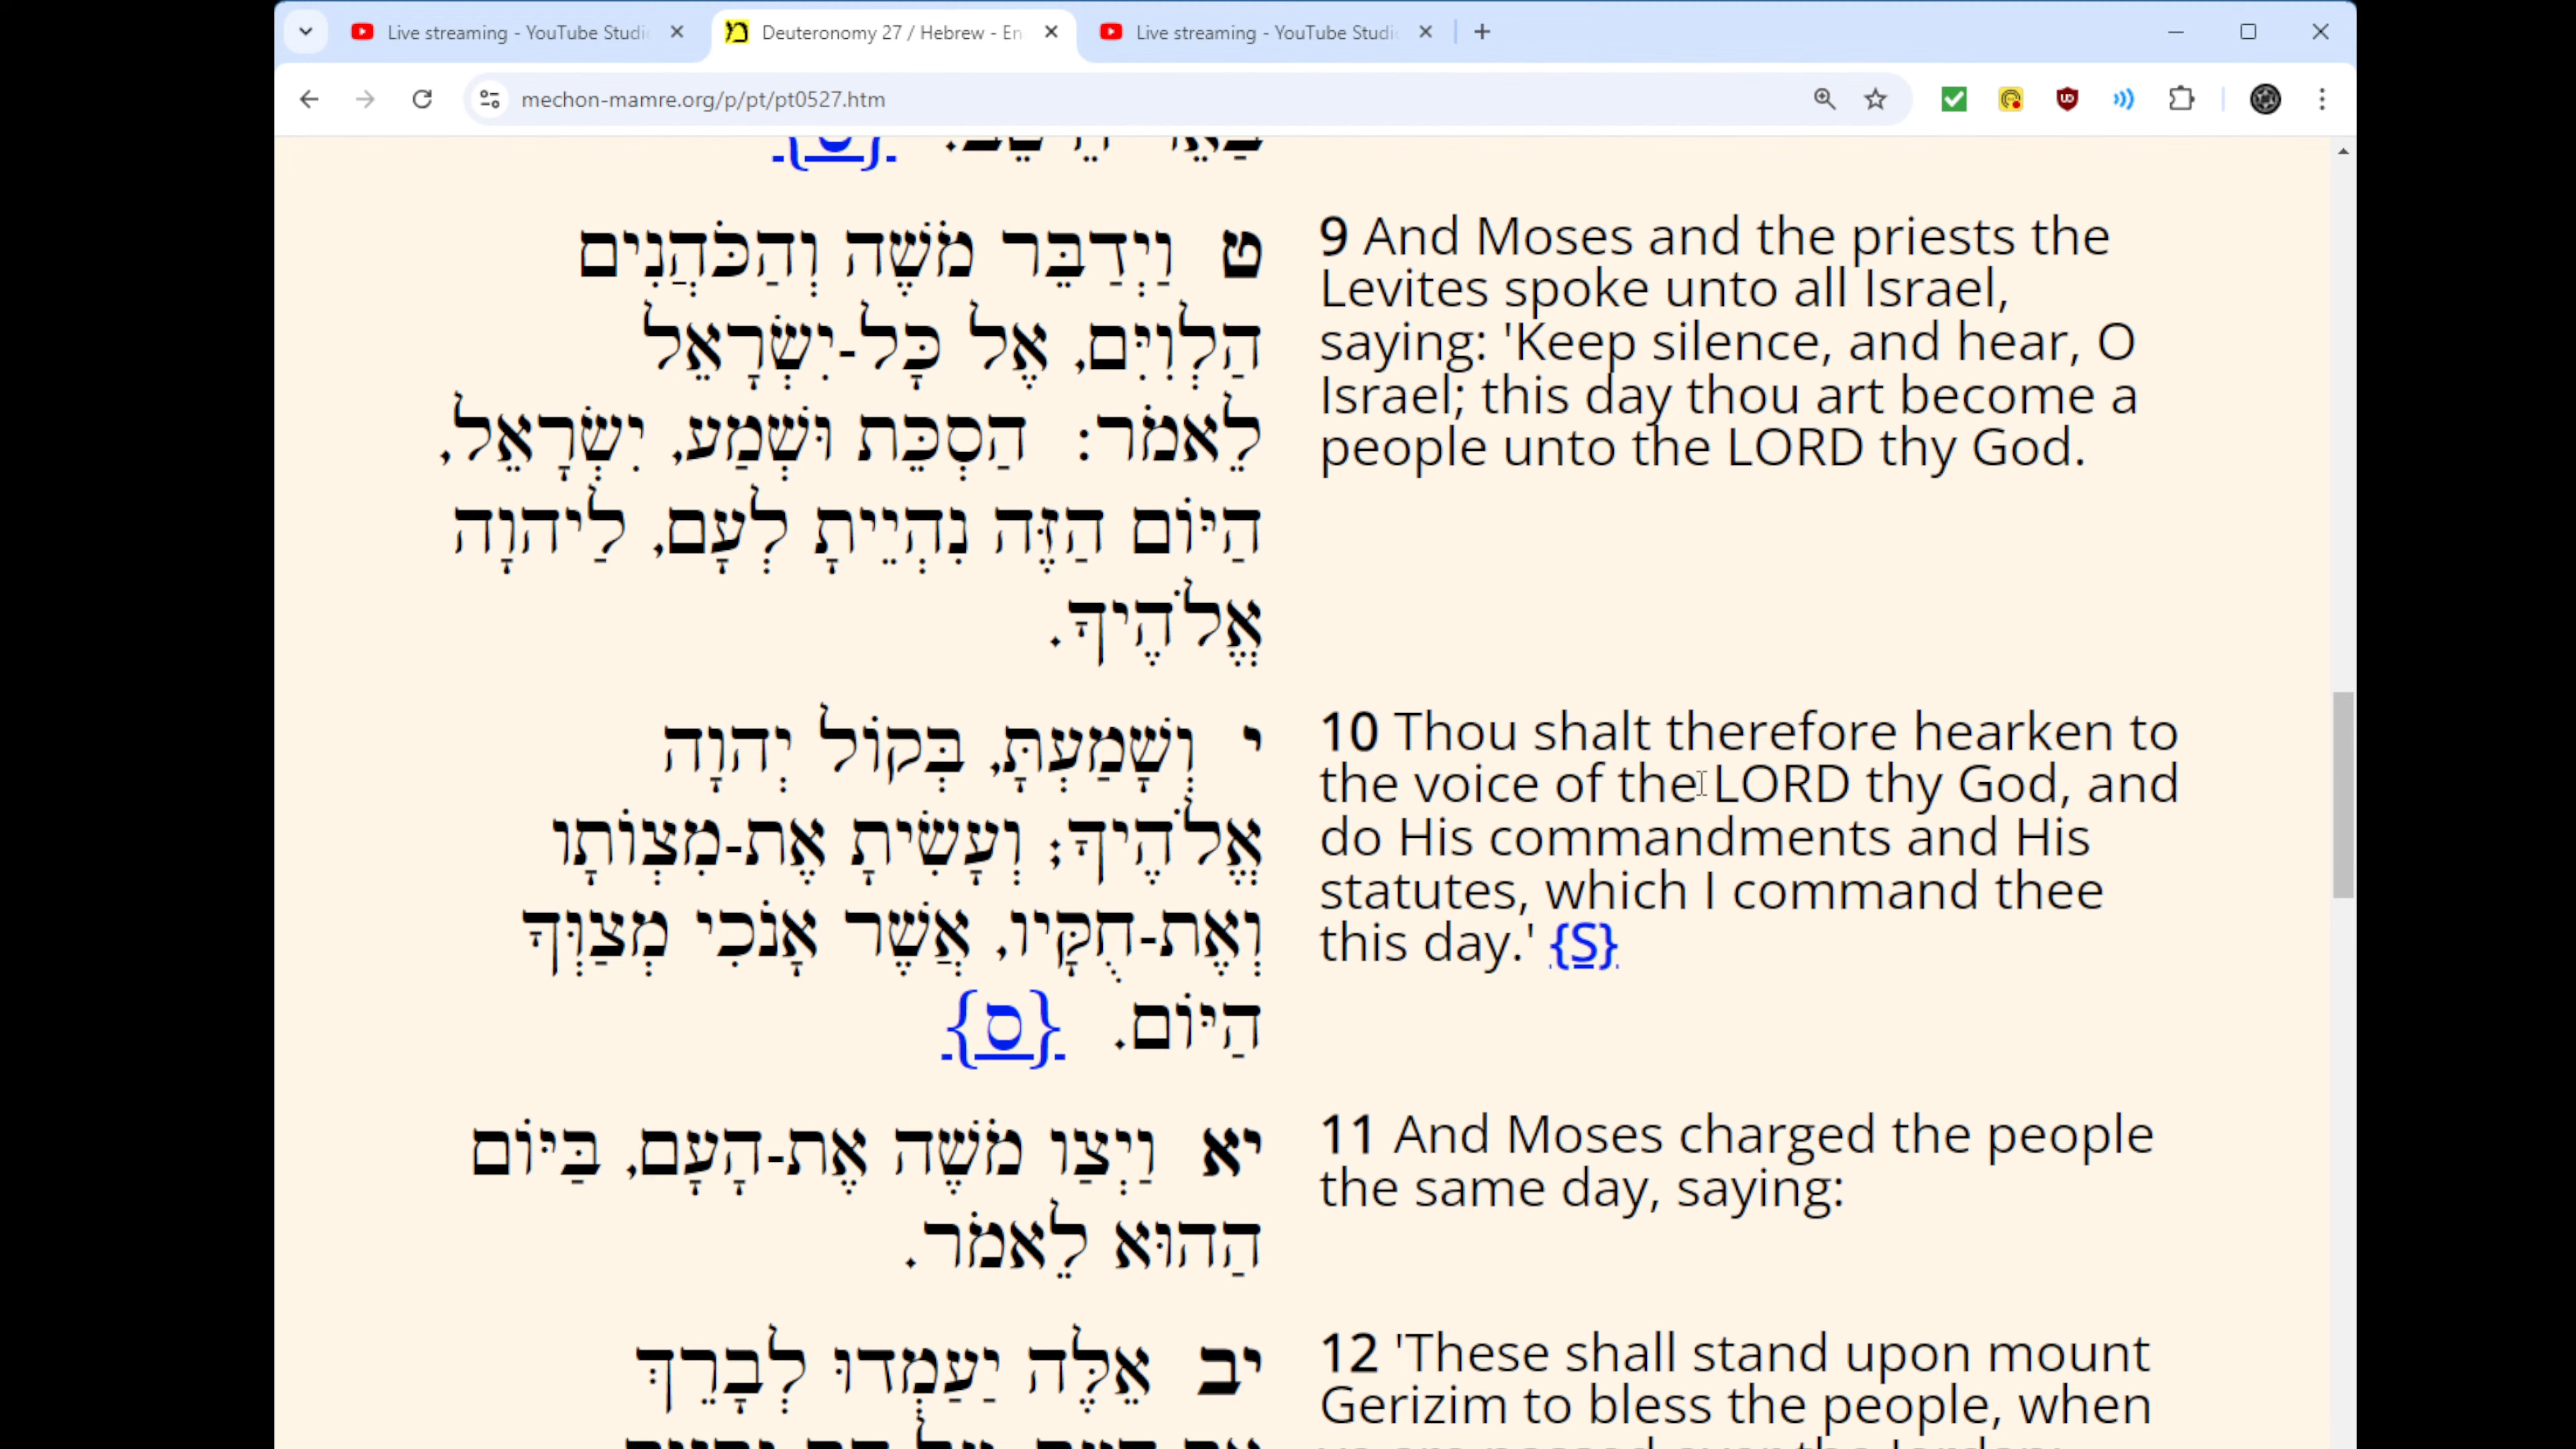 Live streaming - YouTube Studi
Deuteronomy 27 / Hebrew - En
Live streaming - YouTube Studi
mechon-mamre.org/p/pt/pt0527.htm
ט וַיְדַבֵּר מֹשֶׁה וְהַכֹּהֲנִים
הַלְוִיִּם, אֶל כָּל-יִשְׂרָאֵל
לֵאמֹר: הַסְכֵּת וּשְׁמַע, יִשְׂרָאֵל,
הַיּוֹם הַזֶּה נִהְיֵיתָ לְעָם, לַיהוָה
אֱלֹהֶיךָ.
9 And Moses and the priests the
Levites spoke unto all Israel,
saying: 'Keep silence, and hear, O
Israel; this day thou art become a
people unto the LORD thy God.
י וְשָׁמַעְתָּ, בְּקוֹל יְהוָה
אֱלֹהֶיךָ; וְעָשִׂיתָ אֶת-מִצְוֺתָו
וְאֶת-חֻקָּיו, אֲשֶׁר אָנֹכִי מְצַוְּךָ
הַיּוֹם. {ס}
10 Thou shalt therefore hearken to
the voice of the LORD thy God, and
do His commandments and His
statutes, which I command thee
this day.' {S}
יא וַיְצַו מֹשֶׁה אֶת-הָעָם, בַּיּוֹם
הַהוּא לֵאמֹר.
11 And Moses charged the people
the same day, saying:
יב אֵלֶּה יַעַמְדוּ לְבָרֵךְ
12 'These shall stand upon mount
Gerizim to bless the people, when